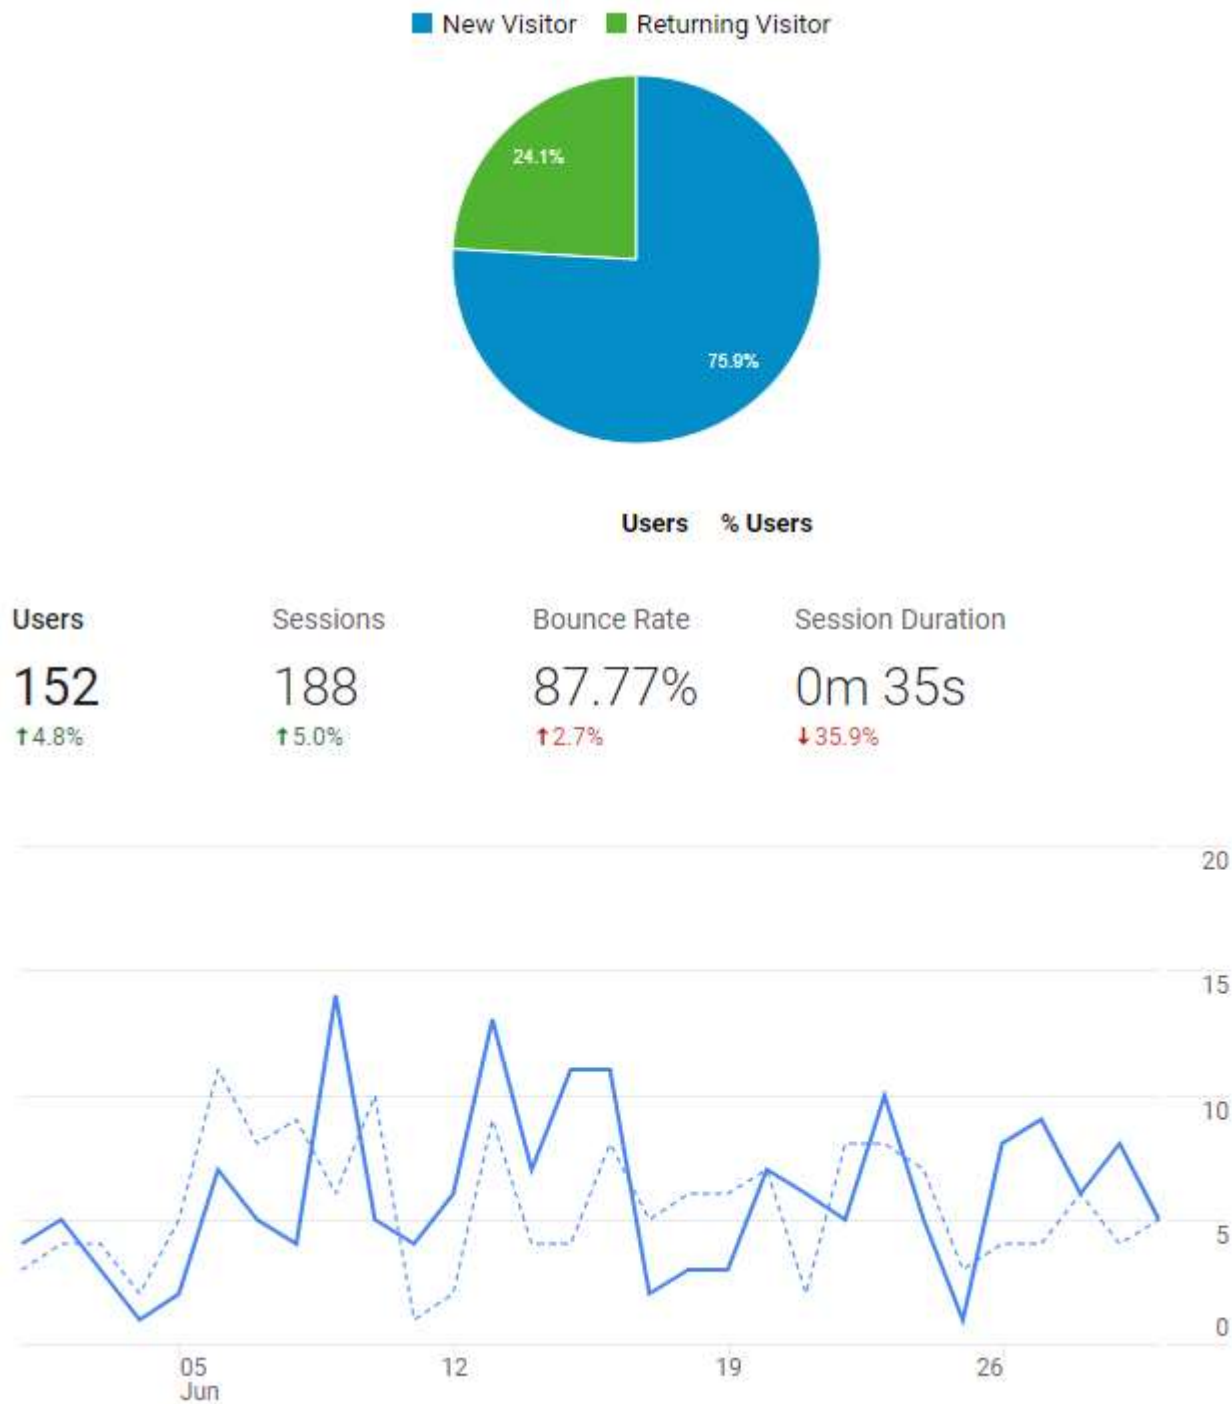 New Visitor Returning Visitor
24.1%
75.9%
Users % Users
Users Sessions Bounce Rate Session Duration
152 188 87.77% 0m 35s
↑4.8% ↑5.0% ↑2.7% ↓35.9%
20
15
10
5
0
05 12 19 26
Jun